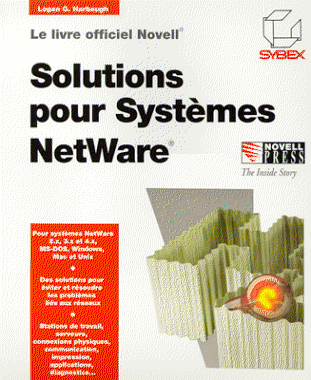 Logan G. Harbaugh
Le livre officiel Novell®
SYBEX
Solutions
pour Systèmes
NetWare®
NOVELL
PRESS
The Inside Story
Pour systèmes NetWare
2.x, 3.x et 4.x,
MS-DOS, Windows,
Mac et Unix
Des solutions pour
éviter et résoudre
les problèmes
liés aux réseaux
Stations de travail,
serveurs,
connexions physiques,
communication,
impression,
applications,
diagnostics...